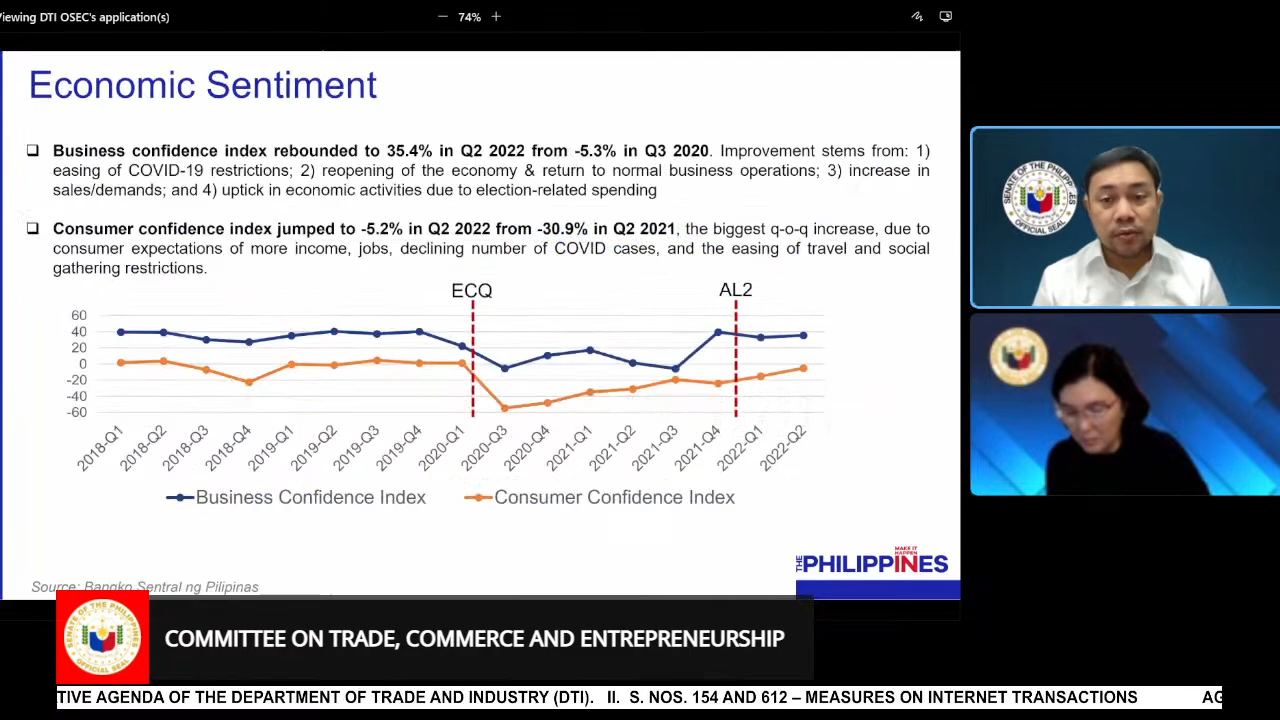 Viewing DTI OSEC's application(s)
74%
Economic Sentiment
Business confidence index rebounded to 35.4% in Q2 2022 from -5.3% in Q3 2020. Improvement stems from: 1)
easing of COVID-19 restrictions; 2) reopening of the economy & return to normal business operations; 3) increase in
sales/demands; and 4) uptick in economic activities due to election-related spending
Consumer confidence index jumped to -5.2% in Q2 2022 from -30.9% in Q2 2021, the biggest q-o-q increase, due to
consumer expectations of more income, jobs, declining number of COVID cases, and the easing of travel and social
gathering restrictions.
ECQ
AL2
60
40
20
0
-20
-40
-60
2018-Q1
2018-Q2
2018-Q3
2018-Q4
2019-Q1
2019-Q2
2019-Q3
2019-Q4
2020-Q1
2020-Q3
2020-Q4
2021-Q1
2021-Q2
2021-Q3
2021-Q4
2022-Q1
2022-Q2
Business Confidence Index
Consumer Confidence Index
MAKE IT
HAPPEN
THE PHILIPPINES
Source: Bangko Sentral ng Pilipinas
SENATE OF THE PHILIPPINES
OFFICIAL SEAL
COMMITTEE ON TRADE, COMMERCE AND ENTREPRENEURSHIP
TIVE AGENDA OF THE DEPARTMENT OF TRADE AND INDUSTRY (DTI). II. S. NOS. 154 AND 612 – MEASURES ON INTERNET TRANSACTIONS AG